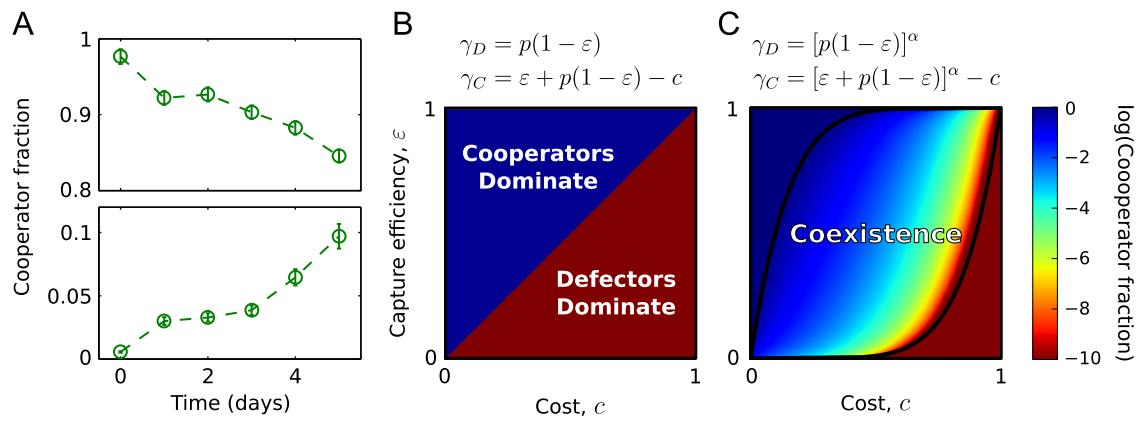 A
Cooperator fraction
1
0.9
0.8
0.1
0.05
0
0
2
4
Time (days)
B
γ_D = p(1 − ε)
γ_C = ε + p(1 − ε) − c
Capture efficiency, ε
1
0
Cooperators
Dominate
Defectors
Dominate
0
1
Cost, c
C
γ_D = [p(1 − ε)]^α
γ_C = [ε + p(1 − ε)]^α − c
1
0
Coexistence
0
1
Cost, c
0
−2
−4
−6
−8
−10
log(Coooperator fraction)